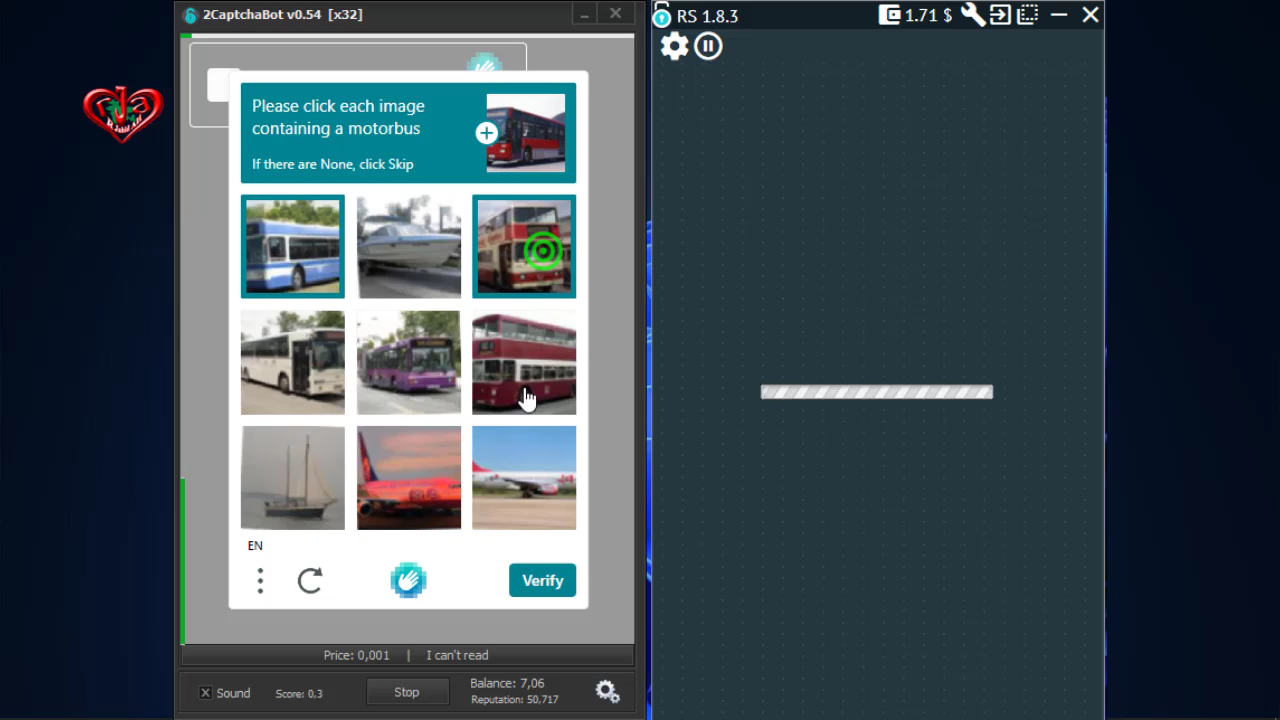 2CaptchaBot v0.54 [x32]
RS 1.8.3
1.71 $
Please click each image
containing a motorbus
If there are None, click Skip
EN
Verify
Price: 0,001 | I can't read
Sound
Score: 0,3
Stop
Balance: 7,06
Reputation: 50,717